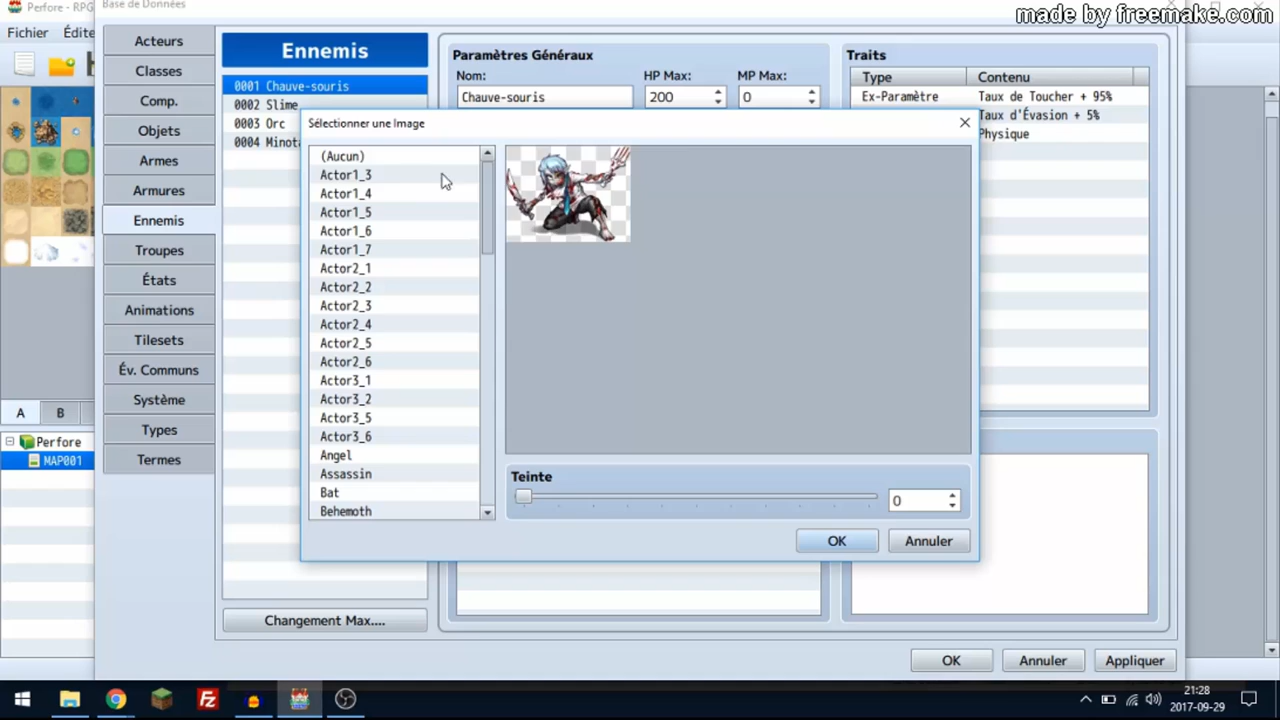 Perfore - RPG
Base de Données
made by freemake.com
Fichier Édite
Acteurs
Classes
Comp.
Objets
Armes
Armures
Ennemis
Troupes
États
Animations
Tilesets
Év. Communs
Système
Types
Termes
A B
Perfore
MAP001
Ennemis
0001 Chauve-souris
0002 Slime
0003 Orc
0004 Minota
Changement Max....
Paramètres Généraux
Nom: HP Max: MP Max:
Chauve-souris 200 0
Traits
Type Contenu
Ex-Paramètre Taux de Toucher + 95%
Taux d'Évasion + 5%
Physique
Sélectionner une Image
(Aucun)
Actor1_3
Actor1_4
Actor1_5
Actor1_6
Actor1_7
Actor2_1
Actor2_2
Actor2_3
Actor2_4
Actor2_5
Actor2_6
Actor3_1
Actor3_2
Actor3_5
Actor3_6
Angel
Assassin
Bat
Behemoth
Teinte
0
OK Annuler
OK Annuler Appliquer
21:28
2017-09-29